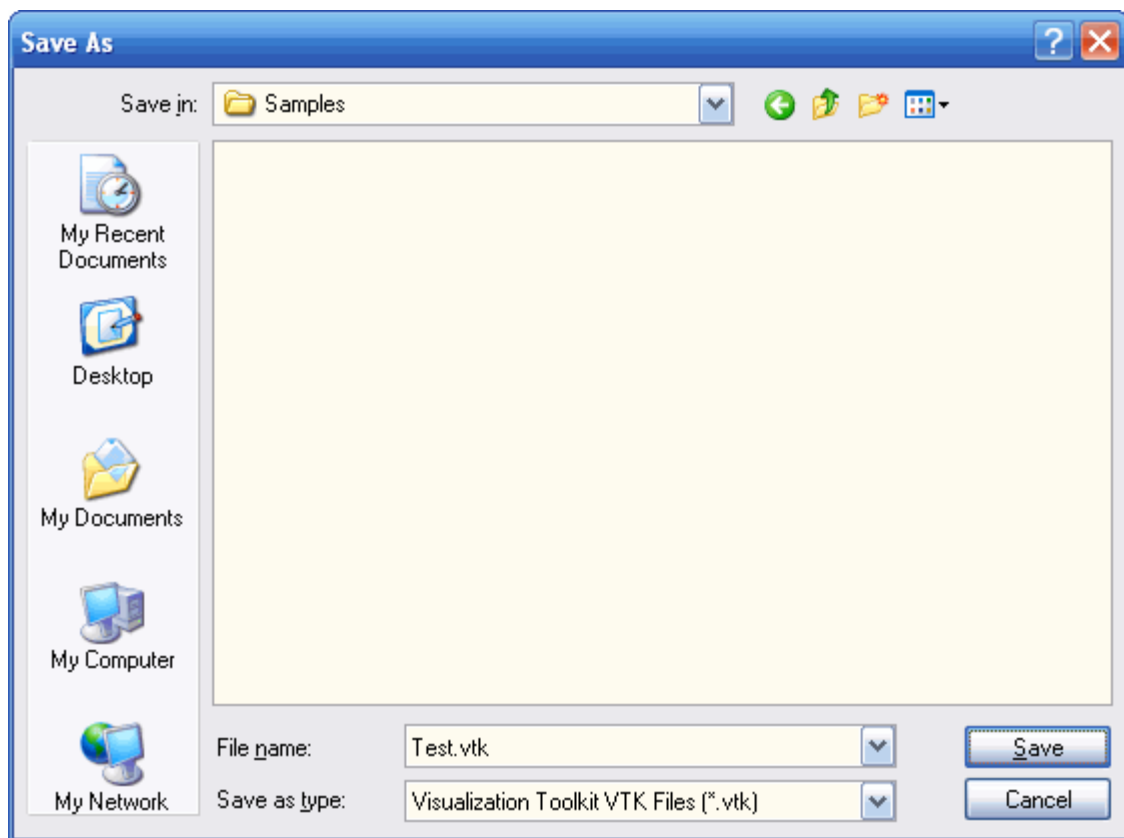 Save As
Save in:
Samples
My Recent
Documents
Desktop
My Documents
My Computer
My Network
File name:
Test.vtk
Save
Save as type:
Visualization Toolkit VTK Files (*.vtk)
Cancel